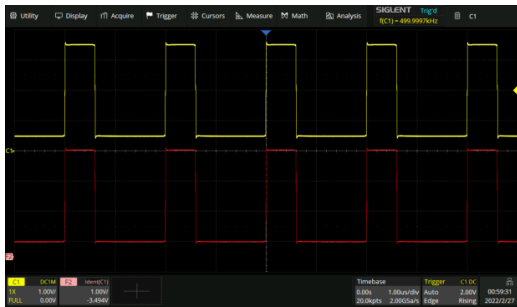 Utility Display Acquire Trigger Cursors Measure Math Analysis SIGLENT Trig'd C1
f(C1) = 499.9997kHz
C1
F2
C1 DC1M F2 Ident(C1) Timebase Trigger C1 DC
1X 1.00V/ 1.00V/ 0.00s 1.00us/div Auto 2.00V 00:59:31
FULL 0.00V -3.494V 20.0kpts 2.00GSa/s Edge Rising 2022/2/27